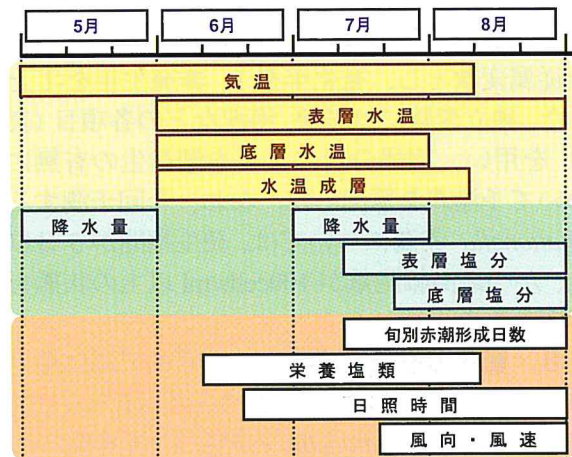 5月 6月 7月 8月
気温
表層水温
底層水温
水温成層
降水量 降水量
表層塩分
底層塩分
旬別赤潮形成日数
栄養塩類
日照時間
風向・風速